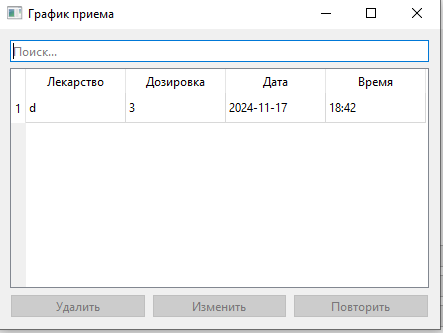 График приема
Поиск...
Лекарство Дозировка Дата Время
1 d 3 2024-11-17 18:42
Удалить Изменить Повторить